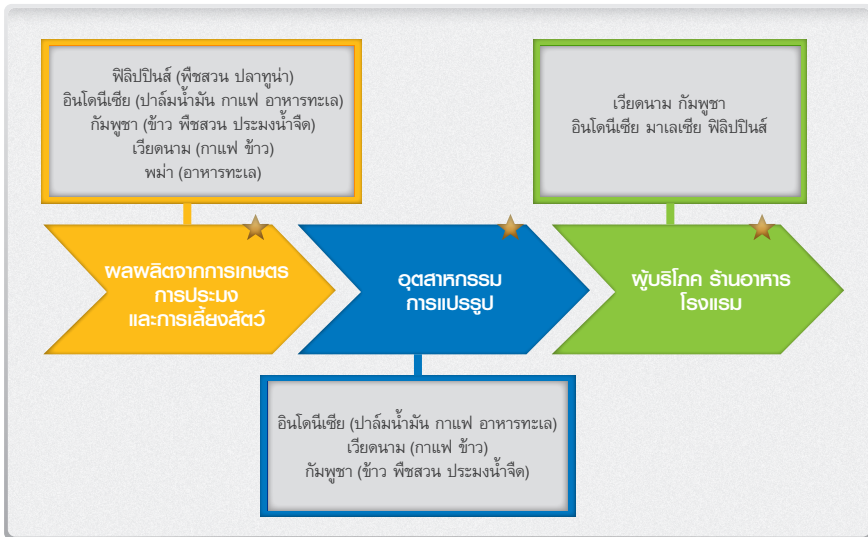 ฟิลิปปินส์ (พืชสวน ปลาทูน่า)
อินโดนีเซีย (ปาล์มน้ำมัน กาแฟ อาหารทะเล)
กัมพูชา (ข้าว พืชสวน ประมงน้ำจืด)
เวียดนาม (กาแฟ ข้าว)
พม่า (อาหารทะเล)
เวียดนาม กัมพูชา
อินโดนีเซีย มาเลเซีย ฟิลิปปินส์
ผลผลิตจากการเกษตร
การประมง
และการเลี้ยงสัตว์
อุตสาหกรรม
การแปรรูป
ผู้บริโภค ร้านอาหาร
โรงแรม
อินโดนีเซีย (ปาล์มน้ำมัน กาแฟ อาหารทะเล)
เวียดนาม (กาแฟ ข้าว)
กัมพูชา (ข้าว พืชสวน ประมงน้ำจืด)